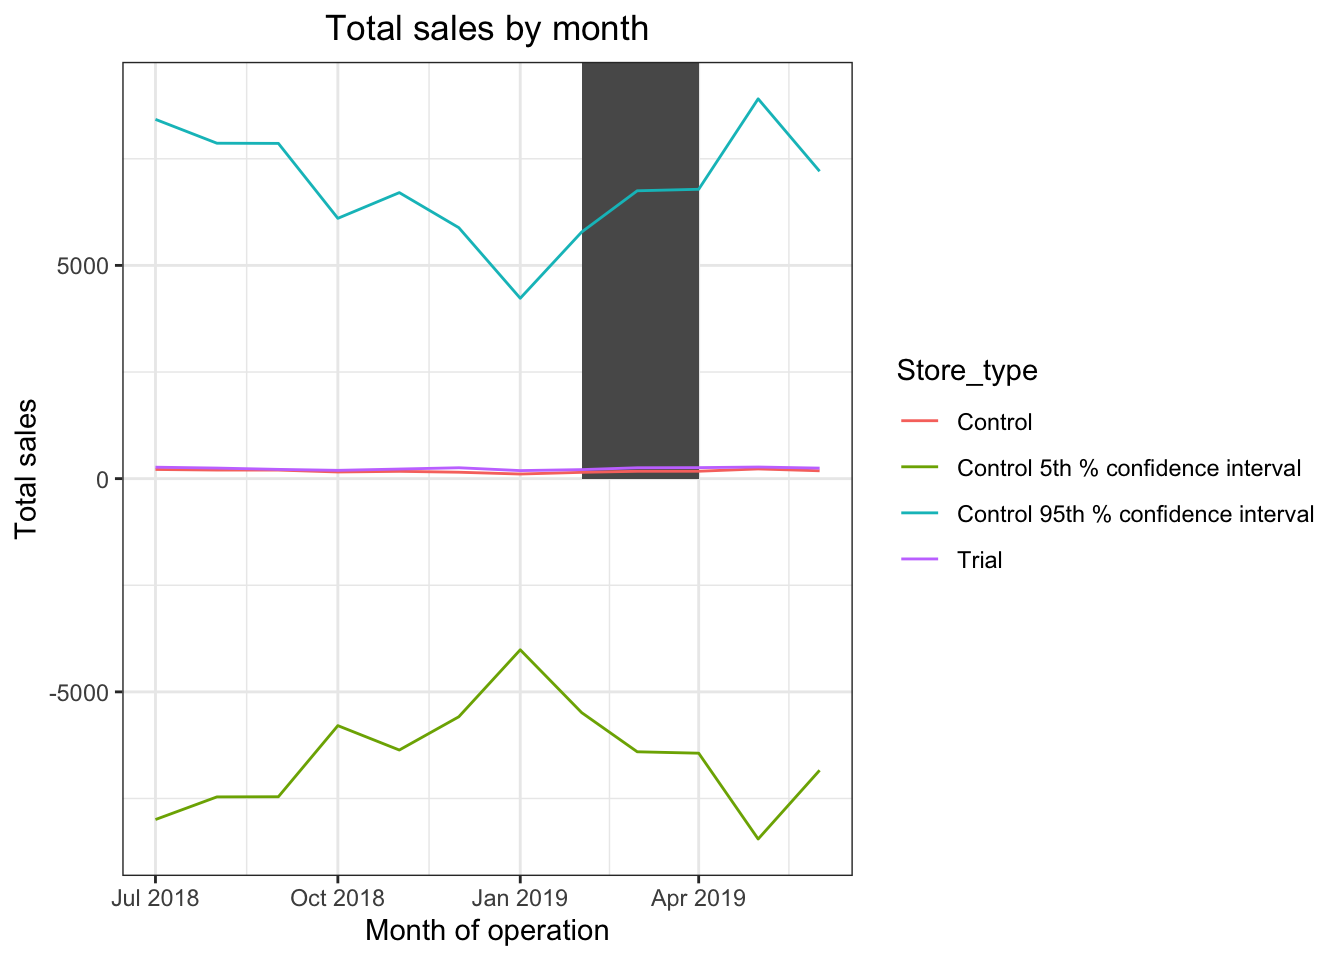 Total sales by month
Total sales
5000
0
-5000
Jul 2018
Oct 2018
Jan 2019
Apr 2019
Month of operation
Store_type
Control
Control 5th % confidence interval
Control 95th % confidence interval
Trial